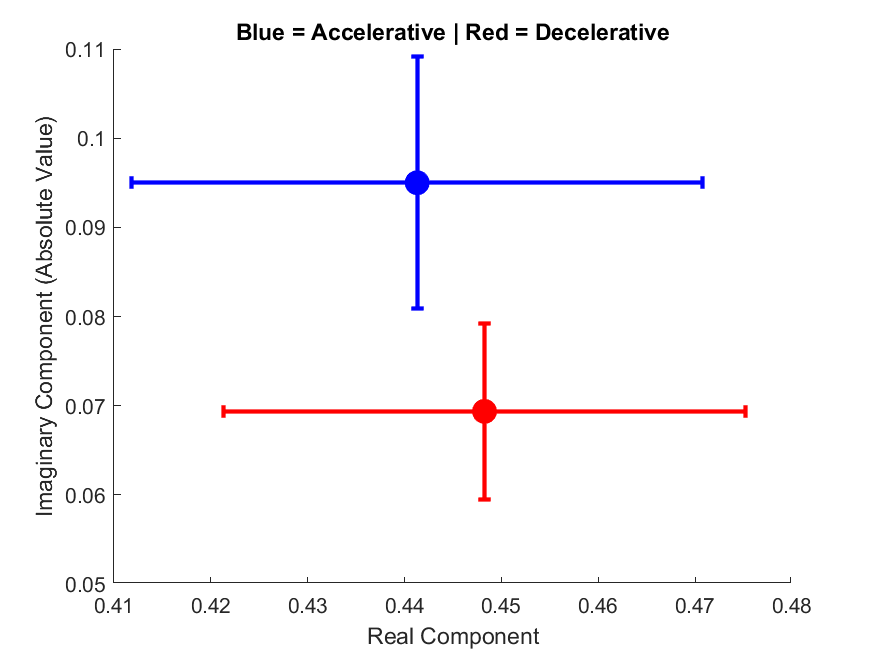 Blue = Accelerative | Red = Decelerative
0.11
0.1
0.09
0.08
0.07
0.06
0.05
Imaginary Component (Absolute Value)
0.41 0.42 0.43 0.44 0.45 0.46 0.47 0.48
Real Component